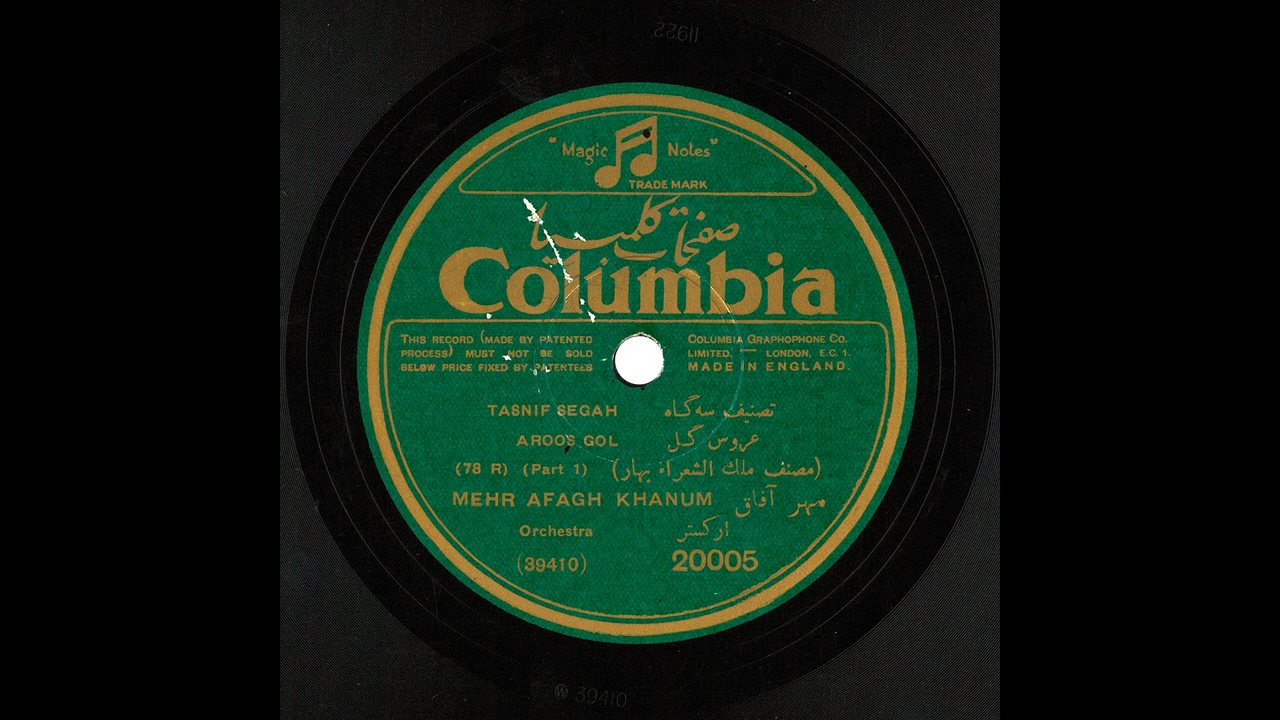 11922
"Magic Notes"
TRADE MARK
صفحات كلمبيا
Columbia
THIS RECORD (MADE BY PATENTED
PROCESS) MUST NOT BE SOLD
BELOW PRICE FIXED BY PATENTEES
COLUMBIA GRAPHOPHONE CO.
LIMITED. — LONDON, E.C.1.
MADE IN ENGLAND.
TASNIF SEGAH تصنیف سه گاه
AROOS GOL عروس گل
(78 R) (Part 1) (مصنف ملك الشعراء بهار)
MEHR AFAGH KHANUM مهر آفاق
Orchestra ارکستر
(39410) 20005
W 39410